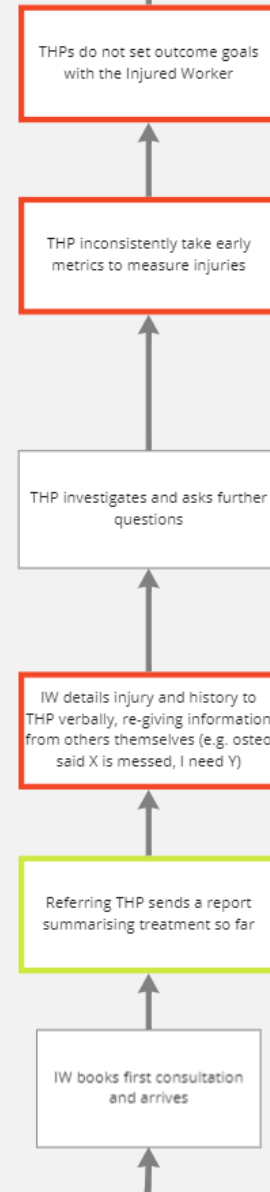 THPs do not set outcome goals
with the Injured Worker
THP inconsistently take early
metrics to measure injuries
THP investigates and asks further
questions
IW details injury and history to
THP verbally, re-giving information
from others themselves (e.g. osteo
said X is messed, I need Y)
Referring THP sends a report
summarising treatment so far
IW books first consultation
and arrives